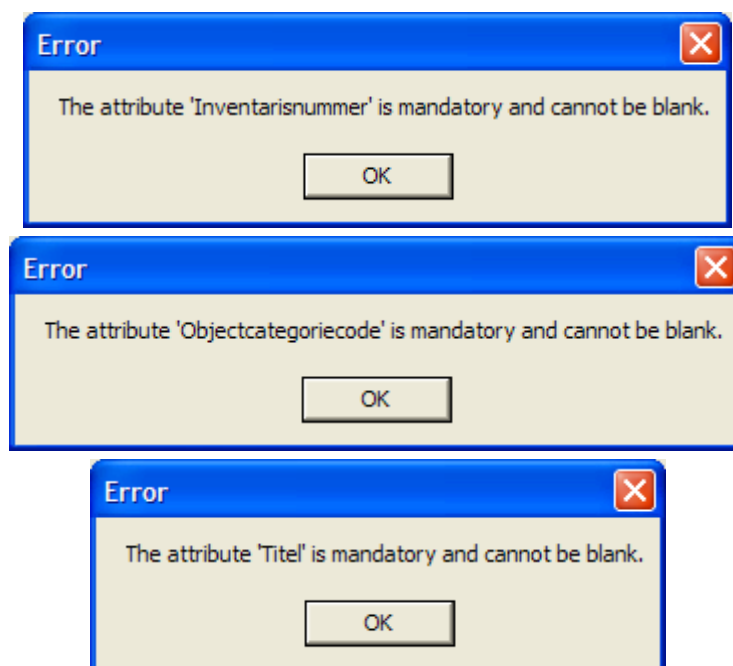 Error
The attribute 'Inventarisnummer' is mandatory and cannot be blank.
OK
Error
The attribute 'Objectcategoriecode' is mandatory and cannot be blank.
OK
Error
The attribute 'Titel' is mandatory and cannot be blank.
OK